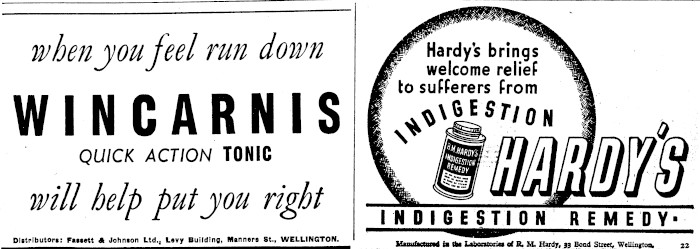 when you feel run down
WINCARNIS
QUICK ACTION TONIC
will help put you right
Distributors: Fassett & Johnson Ltd., Levy Building, Manners St., WELLINGTON.
Hardy's brings
welcome relief
to sufferers from
INDIGESTION
R.M. HARDY'S
INDIGESTION
REMEDY
HARDY'S
INDIGESTION REMEDY.
Manufactured in the Laboratories of R. M. Hardy, 33 Bond Street, Wellington. 22